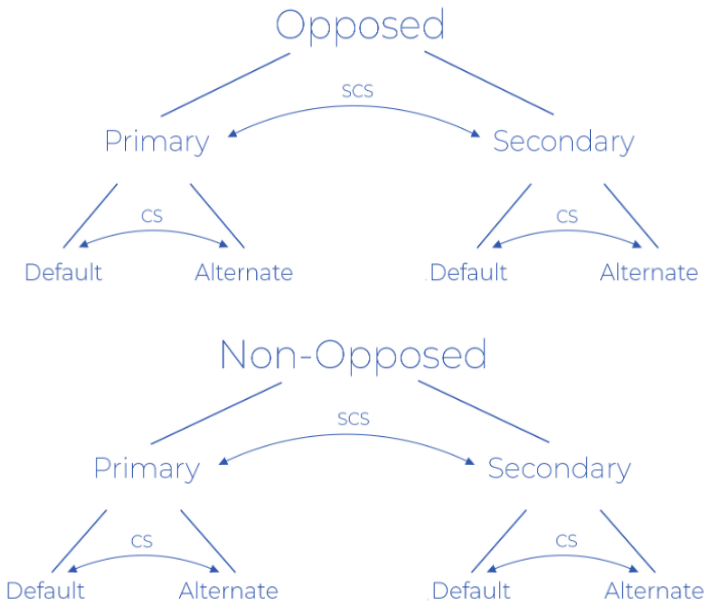 Opposed
SCS
Primary Secondary
CS CS
Default Alternate Default Alternate
Non-Opposed
SCS
Primary Secondary
CS CS
Default Alternate Default Alternate